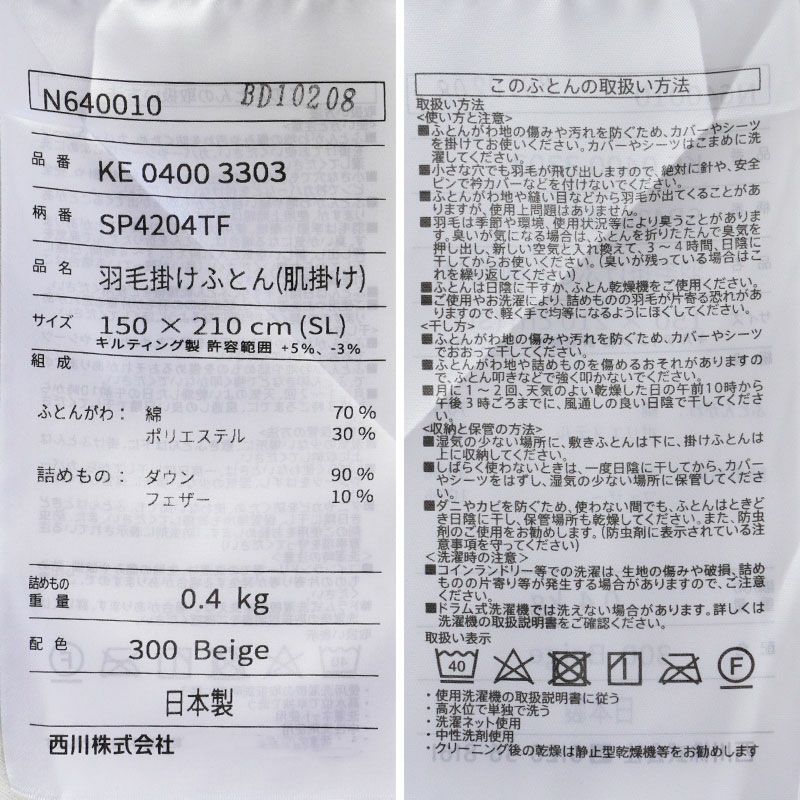 N640010 BD10208
品番 KE 0400 3303
柄番 SP4204TF
品名 羽毛掛けふとん(肌掛け)
サイズ 150 × 210 cm (SL)
キルティング製 許容範囲 +5%、-3%
組成
ふとんがわ: 綿 70 %
ポリエステル 30 %
詰めもの: ダウン 90 %
フェザー 10 %
詰めもの
重量 0.4 kg
配色 300 Beige
日本製
西川株式会社
このふとんの取扱い方法
取扱い方法
<使い方と注意>
■ふとんがわ地の傷みや汚れを防ぐため、カバーやシーツ
を掛けてお使いください。カバーやシーツはこまめに洗
濯してください。
■小さな穴でも羽毛が飛び出しますので、絶対に針や、安全
ピンで衿カバーなどを付けないでください。
■ふとんがわ地や縫い目などから羽毛が出てくることがあ
りますが、使用上問題はありません。
■羽毛は季節や環境、使用状況等により臭うことがありま
す。臭いが気になる場合は、ふとんを折りたたんで臭気を
押し出し、新しい空気と入れ換えて、3～4時間、日陰に
干してからお使いください。(臭いが残っている場合はこ
れを繰り返してください)
■ふとんは日陰に干すか、ふとん乾燥機をご使用ください。
■ご使用やお洗濯により、詰めものの羽毛が片寄る恐れがあ
りますので、軽く手で均等になるようにほぐしてください。
<干し方>
■ふとんがわ地の傷みや汚れを防ぐため、カバーやシーツ
でおおって干してください。
■ふとんがわ地や詰めものを傷めるおそれがありますの
で、ふとん叩きなどで強く叩かないでください。
■月に1～2回、天気のよい乾燥した日の午前10時から
午後3時ごろまでに、風通しの良い日陰で干してくださ
い。
<収納と保管の方法>
■湿気の少ない場所に、敷きふとんは下に、掛けふとんは
上に収納してください。
■しばらく使わないときは、一度日陰に干してから、カバー
やシーツをはずし、湿気の少ない場所に保管してくださ
い。
■ダニやカビを防ぐため、使わない間でも、ふとんはときど
き日陰に干し、保管場所も乾燥してください。また、防虫
剤のご使用をお勧めします。(防虫剤に表示されている注
意事項を守ってください)
<洗濯時の注意>
■コインランドリー等での洗濯は、生地の傷みや破損、詰め
ものの片寄り等が発生する場合がありますので、ご注意
ください。
■ドラム式洗濯機では洗えない場合があります。詳しくは
洗濯機の取扱説明書をご確認ください。
取扱い表示
40 F
・使用洗濯機の取扱説明書に従う
・高水位で単独で洗う
・洗濯ネット使用
・中性洗剤使用
・クリーニング後の乾燥は静止型乾燥機等をお勧めします